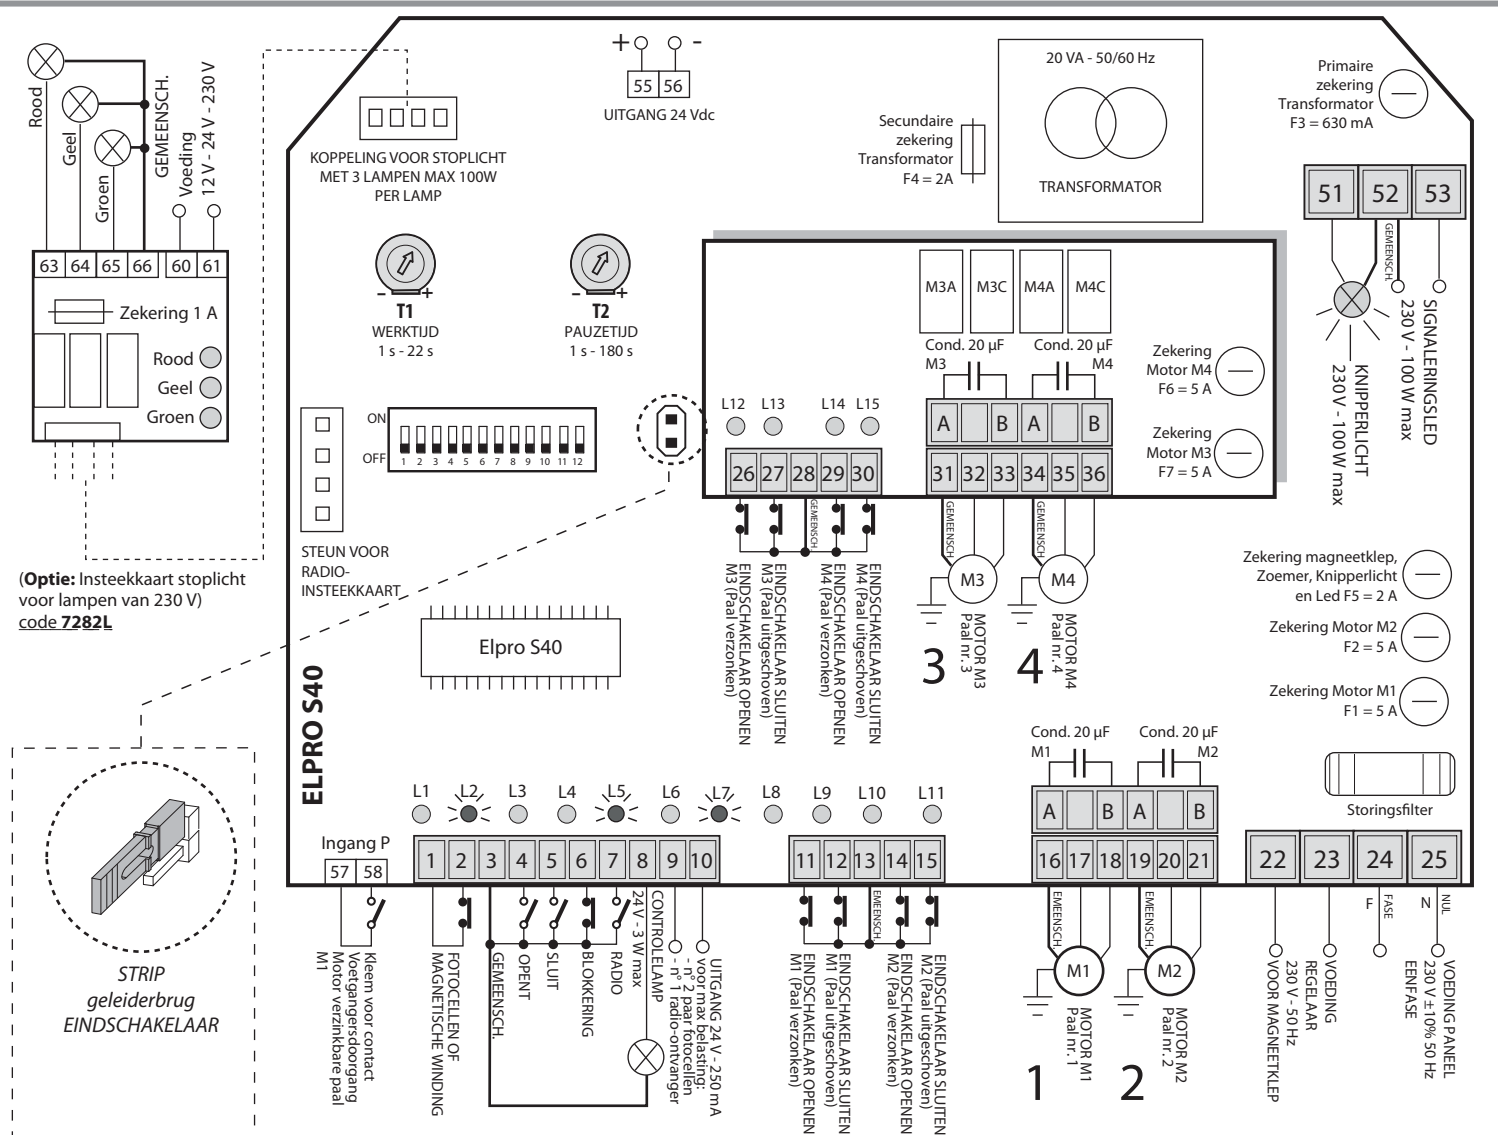 Rood
Geel
Groen
GEMEENSCH.
Voeding
12 V - 24 V - 230 V
63 64 65 66 60 61
Zekering 1 A
Rood
Geel
Groen
(Optie: Insteekkaart stoplicht
voor lampen van 230 V)
code 7282L
KOPPELING VOOR STOPLICHT
MET 3 LAMPEN MAX 100W
PER LAMP
+ -
55 56
UITGANG 24 Vdc
20 VA - 50/60 Hz
TRANSFORMATOR
Secundaire
zekering
Transformator
F4 = 2A
Primaire
zekering
Transformator
F3 = 630 mA
51 52 53
GEMEENSCH.
KNIPPERLICHT
230 V - 100 W max
SIGNALERINGSLED
230 V - 100 W max
- +
T1
WERKTIJD
1 s - 22 s
- +
T2
PAUZETIJD
1 s - 180 s
ON
OFF
1 2 3 4 5 6 7 8 9 10 11 12
STEUN VOOR
RADIO-
INSTEEKKAART
M3A M3C M4A M4C
Cond. 20 µF
M3
Cond. 20 µF
M4
Zekering
Motor M4
F6 = 5 A
Zekering
Motor M3
F7 = 5 A
L12 L13 L14 L15
A B A B
26 27 28 29 30
31 32 33 34 35 36
GEMEENSCH.
EINDSCHAKELAAR OPENEN
M3 (Paal verzonken)
EINDSCHAKELAAR SLUITEN
M3 (Paal uitgeschoven)
EINDSCHAKELAAR OPENEN
M4 (Paal verzonken)
EINDSCHAKELAAR SLUITEN
M4 (Paal uitgeschoven)
GEMEENSCH.
M3
3
MOTOR M3
Paal nr. 3
GEMEENSCH.
M4
4
MOTOR M4
Paal nr. 4
Zekering magneetklep,
Zoemer, Knipperlicht
en Led F5 = 2 A
Zekering Motor M2
F2 = 5 A
Zekering Motor M1
F1 = 5 A
Storingsfilter
Elpro S40
ELPRO S40
STRIP
geleiderbrug
EINDSCHAKELAAR
Cond. 20 µF
M1
Cond. 20 µF
M2
L1 L2 L3 L4 L5 L6 L7 L8 L9 L10 L11
A B A B
Ingang P
57 58
1 2 3 4 5 6 7 8 9 10
11 12 13 14 15
16 17 18 19 20 21
22 23 24 25
Kleem voor contact
Voetgangersdoorgang
Motor verzinkbare paal
M1
FOTOCELLEN OF
MAGNETISCHE WINDING
GEMEENSCH.
OPENT
SLUIT
BLOKKERING
RADIO
CONTROLELAMP
24V - 3 W max
UITGANG 24 V - 250 mA
voor max belasting:
- n° 2 paar fotocellen
- n° 1 radio-ontvanger
EMEENSCH.
EINDSCHAKELAAR OPENEN
M1 (Paal verzonken)
EINDSCHAKELAAR SLUITEN
M1 (Paal uitgeschoven)
EINDSCHAKELAAR OPENEN
M2 (Paal verzonken)
EINDSCHAKELAAR SLUITEN
M2 (Paal uitgeschoven)
EMEENSCH.
M1
1
MOTOR M1
Paal nr. 1
EMEENSCH.
M2
2
MOTOR M2
Paal nr. 2
VOOR MAGNEETKLEP
VOEDING
REGELAAR
230 V - 50 Hz
F
FASE
N
NUL
VOEDING PANEEL
230 V ±10% 50 Hz
EENFASE